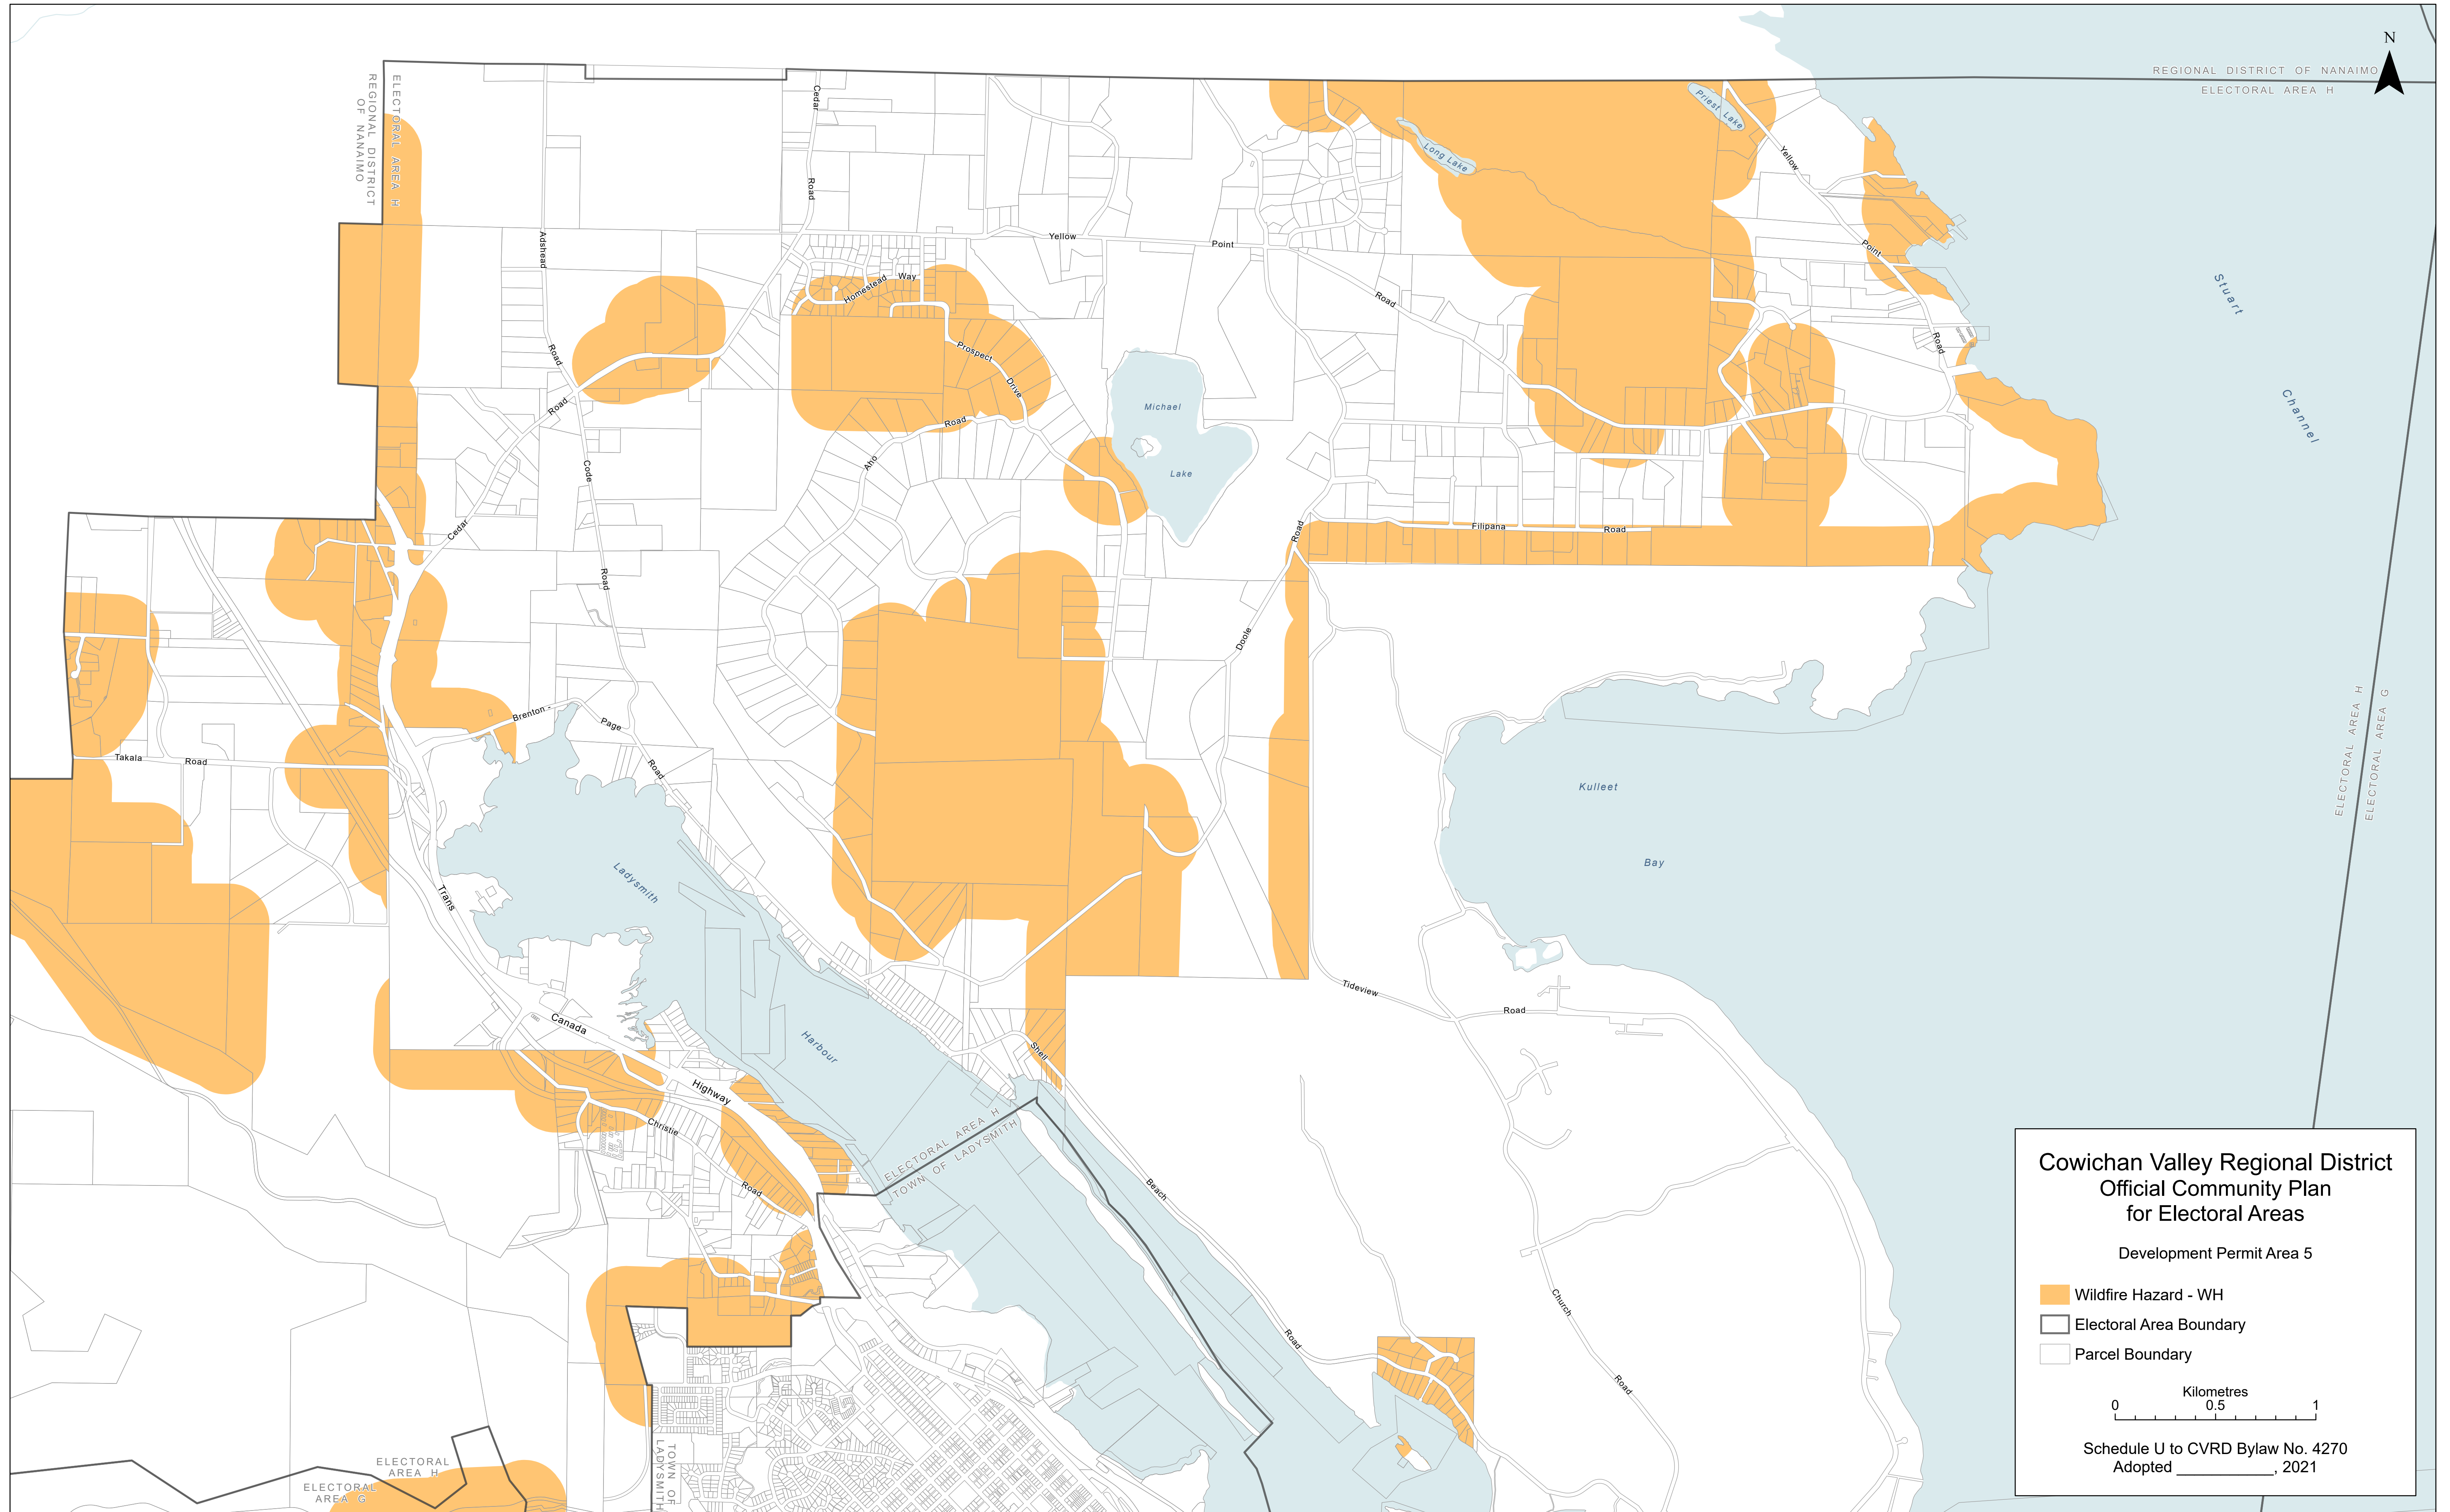 N
REGIONAL DISTRICT OF NANAIMO
ELECTORAL AREA H
REGIONAL DISTRICT
OF NANAIMO
ELECTORAL AREA H
Cedar
Road
Adshead
Road
Yellow
Point
Road
Homestead Way
Prospect
Drive
Priest Lake
Long Lake
Yellow
Point
Road
Stuart
Channel
Michael
Lake
Road
Code
Road
Cedar
Aho
Road
Filipana
Road
Road
Doole
Brenton -
Page
Road
Takala
Road
Trans
Canada
Highway
Ladysmith
Harbour
Kulleet
Bay
ELECTORAL AREA H
ELECTORAL AREA G
Tideview
Road
Shell
Beach
Road
Christie
Road
ELECTORAL AREA H
TOWN OF LADYSMITH
Church
Road
ELECTORAL
AREA H
ELECTORAL
AREA G
TOWN OF
LADYSMITH
Cowichan Valley Regional District
Official Community Plan
for Electoral Areas
Development Permit Area 5
Wildfire Hazard - WH
Electoral Area Boundary
Parcel Boundary
Kilometres
0 0.5 1
Schedule U to CVRD Bylaw No. 4270
Adopted ___________, 2021